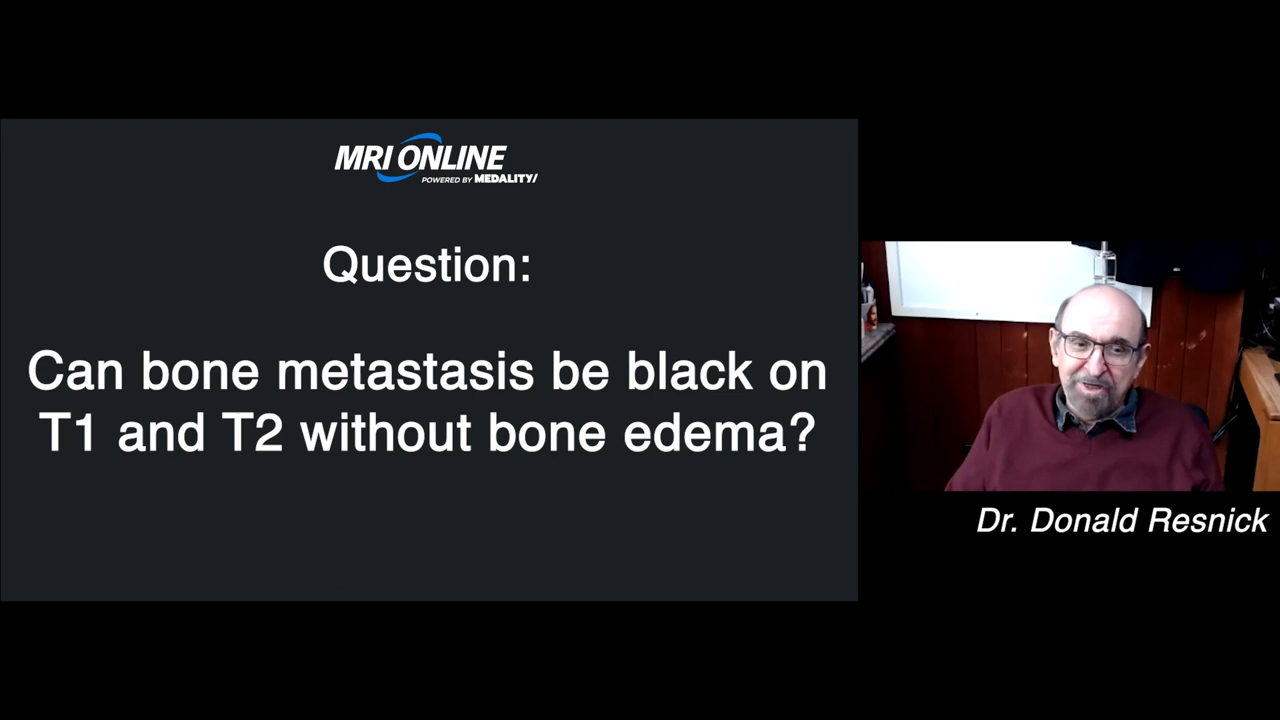 MRI ONLINE
POWERED BY MEDALITY/
Question:
Can bone metastasis be black on
T1 and T2 without bone edema?
Dr. Donald Resnick